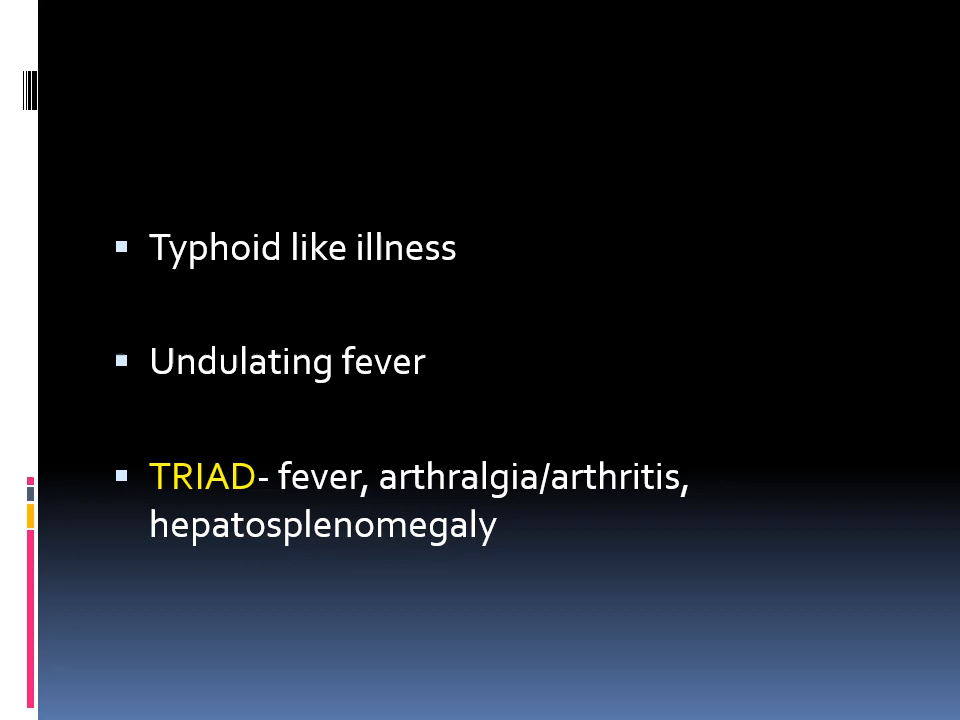 Typhoid like illness
Undulating fever
TRIAD- fever, arthralgia/arthritis,
hepatosplenomegaly